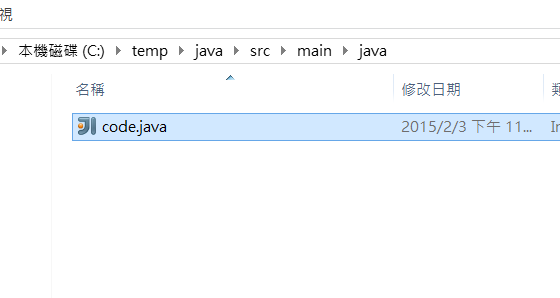 視
本機磁碟 (C:) temp java src main java
名稱 修改日期
code.java 2015/2/3 下午 11...